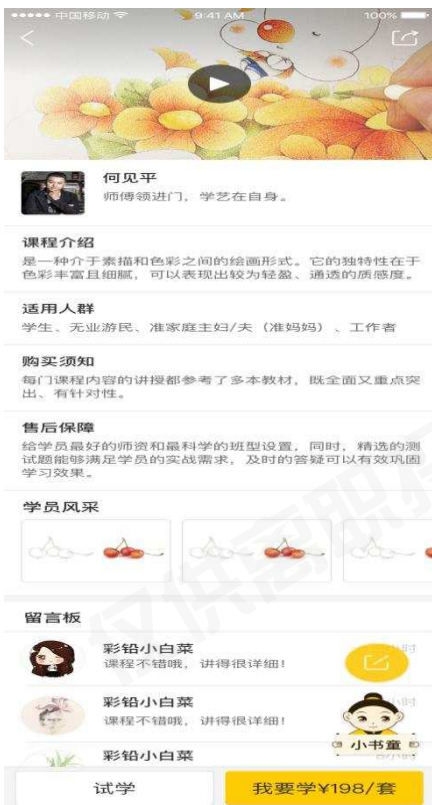 中国移动
9:41 AM
100%
何见平
师傅领进门，学艺在自身。
课程介绍
是一种介于素描和色彩之间的绘画形式。它的独特性在于
色彩丰富且细腻，可以表现出较为轻盈、通透的质感度。
适用人群
学生、无业游民、准家庭主妇/夫（准妈妈）、工作者
购买须知
每门课程内容的讲授都参考了多本教材，既全面又重点突
出、有针对性。
售后保障
给学员最好的师资和最科学的班型设置，同时，精选的测
试题能够满足学员的实战需求，及时的答疑可以有效巩固
学习效果。
学员风采
留言板
彩铅小白菜
课程不错哦，讲得很详细！
彩铅小白菜
课程不错哦，讲得很详细！
小书童
彩铅小白菜
试学
我要学¥198/套
仅供离职